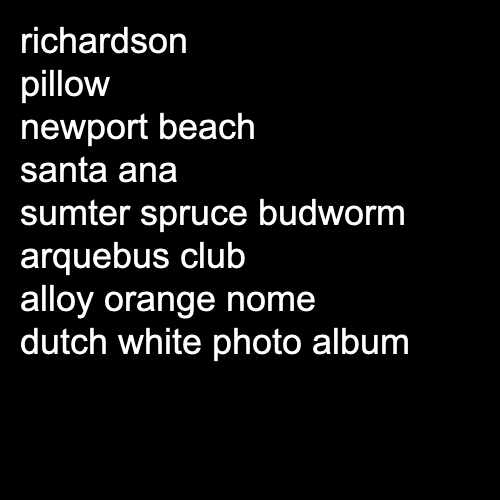 richardson
pillow
newport beach
santa ana
sumter spruce budworm
arquebus club
alloy orange nome
dutch white photo album